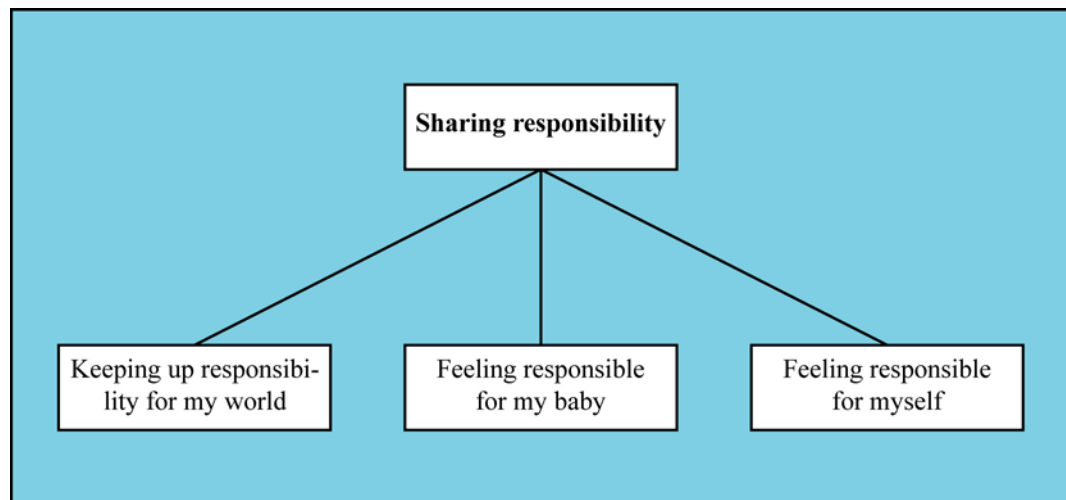 Sharing responsibility
Keeping up responsibi-
lity for my world
Feeling responsible
for my baby
Feeling responsible
for myself